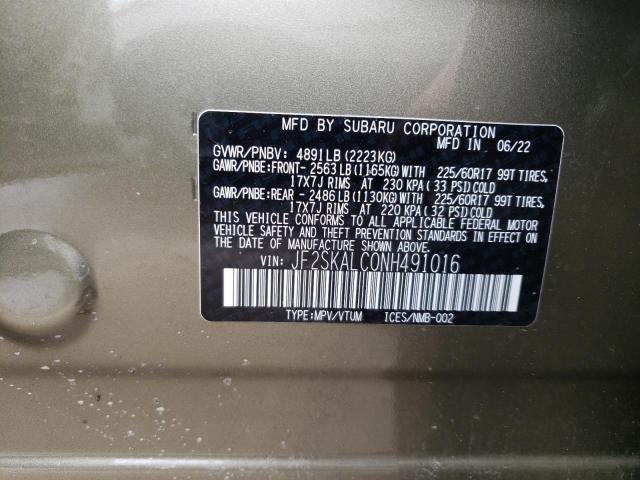 MFD BY SUBARU CORPORATION
MFD IN 06/22
GVWR/PNBV: 4891LB(2223KG)
GAWR/PNBE:FRONT- 2563LB(1165KG)WITH 225/60R17 99T TIRES,
17X7J RIMS AT 230 KPA( 33 PSI)COLD
GAWR/PNBE:REAR - 2486LB(1130KG)WITH 225/60R17 99T TIRES,
17X7J RIMS AT 220 KPA( 32 PSI)COLD
THIS VEHICLE CONFORMS TO ALL APPLICABLE FEDERAL MOTOR
VEHICLE SAFETY AND THEFT PREVENTION STANDARDS IN EFFECT
ON THE DATE OF MANUFACTURE SHOWN ABOVE.
VIN: JF2SKALC0NH491016
TYPE:MPV/VTUM ICES/NMB-002